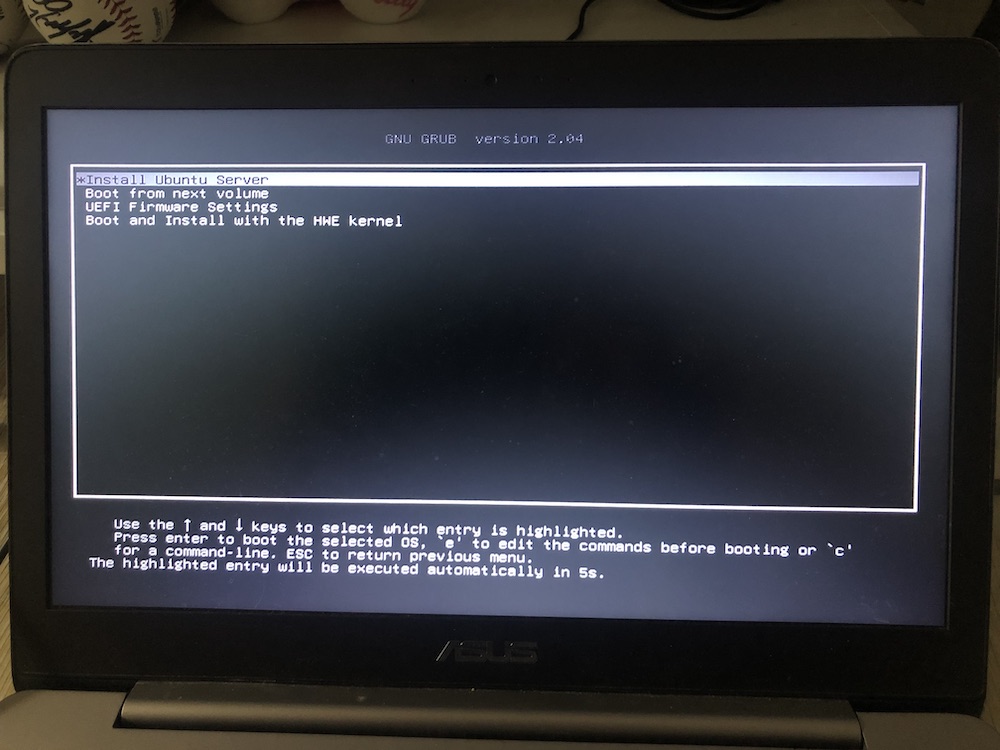 GNU GRUB version 2.04
*Install Ubuntu Server
Boot from next volume
UEFI Firmware Settings
Boot and Install with the HWE kernel
Use the ↑ and ↓ keys to select which entry is highlighted.
Press enter to boot the selected OS, `e' to edit the commands before booting or `c'
for a command-line. ESC to return previous menu.
The highlighted entry will be executed automatically in 5s.
ASUS